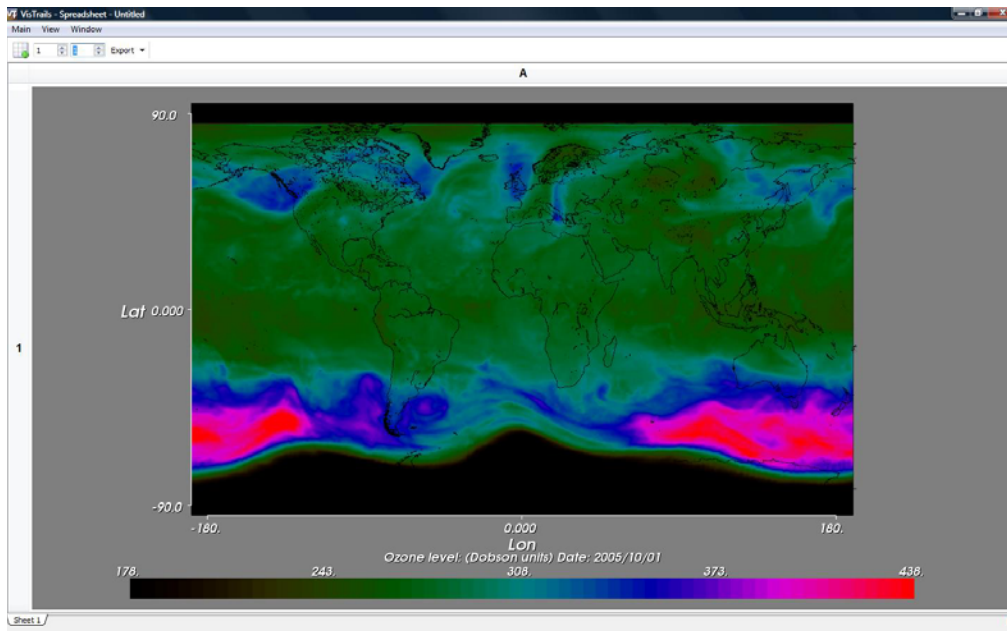 VisTrails - Spreadsheet - Untitled
Main View Window
1 1 Export
A
90.0
Lat 0.000
1
-90.0
-180. 0.000 180.
Lon
Ozone level: (Dobson units) Date: 2005/10/01
178. 243. 308. 373. 438.
Sheet 1